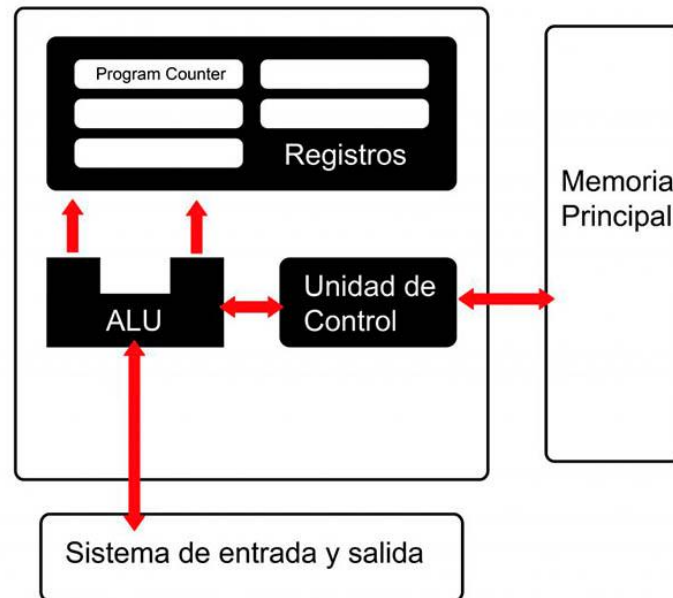 Program Counter
Registros
Memoria
Principal
ALU
Unidad de
Control
Sistema de entrada y salida